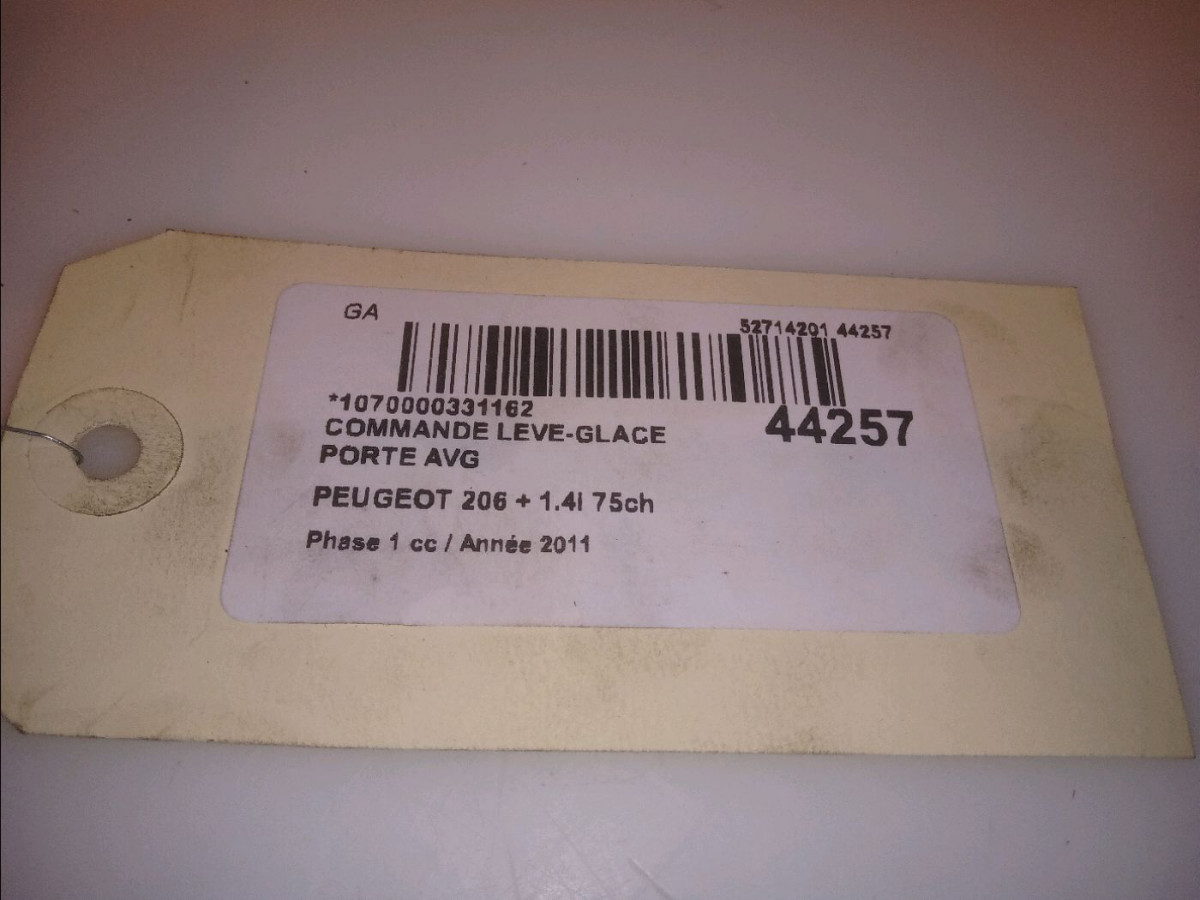 GA
52714201 44257
*1070000331162
44257
COMMANDE LEVE-GLACE
PORTE AVG
PEUGEOT 206 + 1.4i 75ch
Phase 1 cc / Année 2011